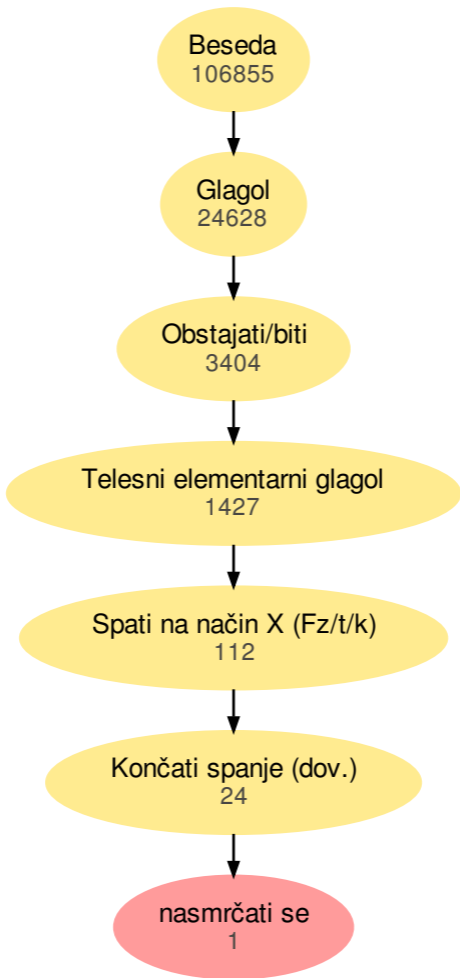 Beseda
106855
Glagol
24628
Obstajati/biti
3404
Telesni elementarni glagol
1427
Spati na način X (Fz/t/k)
112
Končati spanje (dov.)
24
nasmrčati se
1